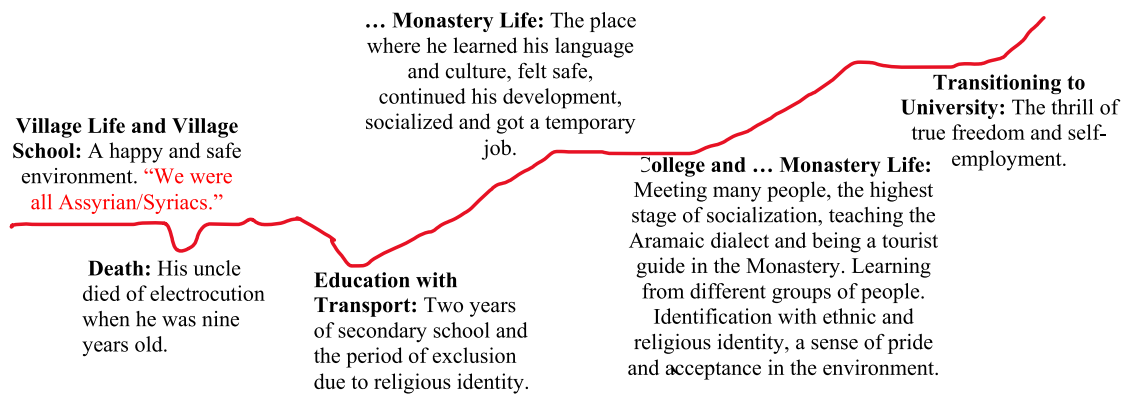 Village Life and Village
School: A happy and safe
environment. “We were
all Assyrian/Syriacs.”
Death: His uncle
died of electrocution
when he was nine
years old.
Education with
Transport: Two years
of secondary school and
the period of exclusion
due to religious identity.
… Monastery Life: The place
where he learned his language
and culture, felt safe,
continued his development,
socialized and got a temporary
job.
College and … Monastery Life:
Meeting many people, the highest
stage of socialization, teaching the
Aramaic dialect and being a tourist
guide in the Monastery. Learning
from different groups of people.
Identification with ethnic and
religious identity, a sense of pride
and acceptance in the environment.
Transitioning to
University: The thrill of
true freedom and self-
employment.